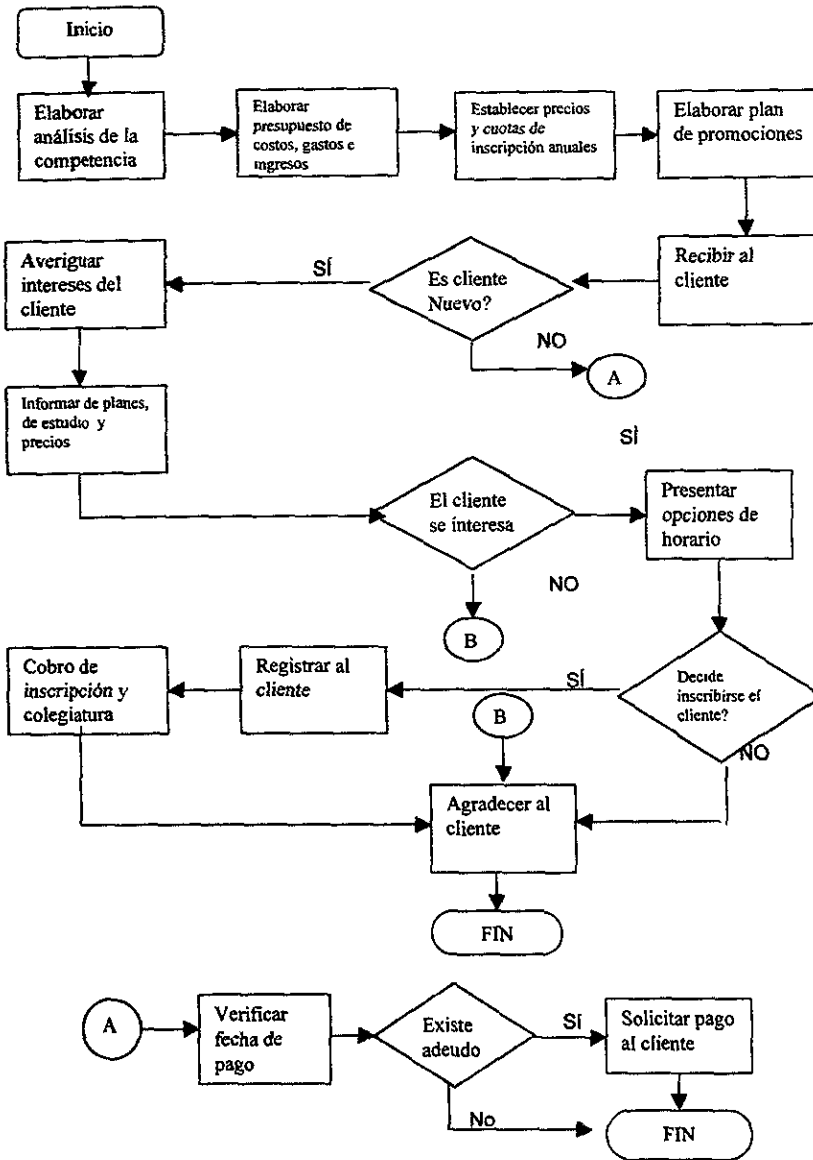 Inicio
Elaborar
análisis de la
competencia
Elaborar
presupuesto de
costos, gastos e
ingresos
Establecer precios
y cuotas de
inscripción anuales
Elaborar plan
de promociones
Recibir al
cliente
Es cliente
Nuevo?
SÍ
NO
A
Averiguar
intereses del
cliente
Informar de planes,
de estudio y
precios
El cliente
se interesa
SÍ
NO
B
Presentar
opciones de
horario
Decide
inscribirse el
cliente?
SÍ
NO
Registrar al
cliente
Cobro de
inscripción y
colegiatura
B
Agradecer al
cliente
FIN
A
Verificar
fecha de
pago
Existe
adeudo
Sí
No
Solicitar pago
al cliente
FIN